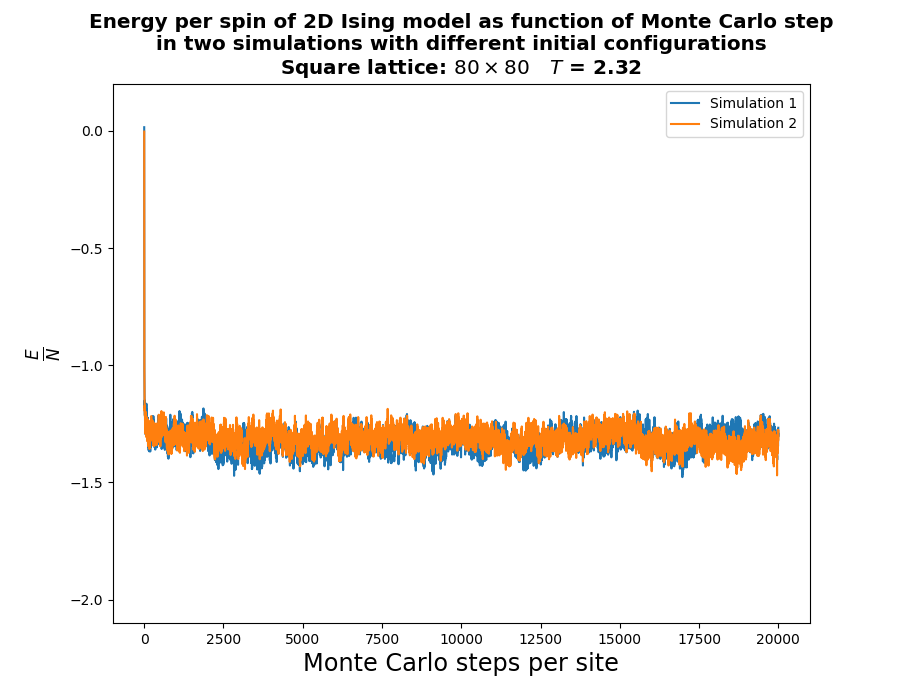 Energy per spin of 2D Ising model as function of Monte Carlo step
in two simulations with different initial configurations
Square lattice: 80 × 80 T = 2.32
Simulation 1
Simulation 2
0.0
−0.5
−1.0
−1.5
−2.0
E
N
0 2500 5000 7500 10000 12500 15000 17500 20000
Monte Carlo steps per site